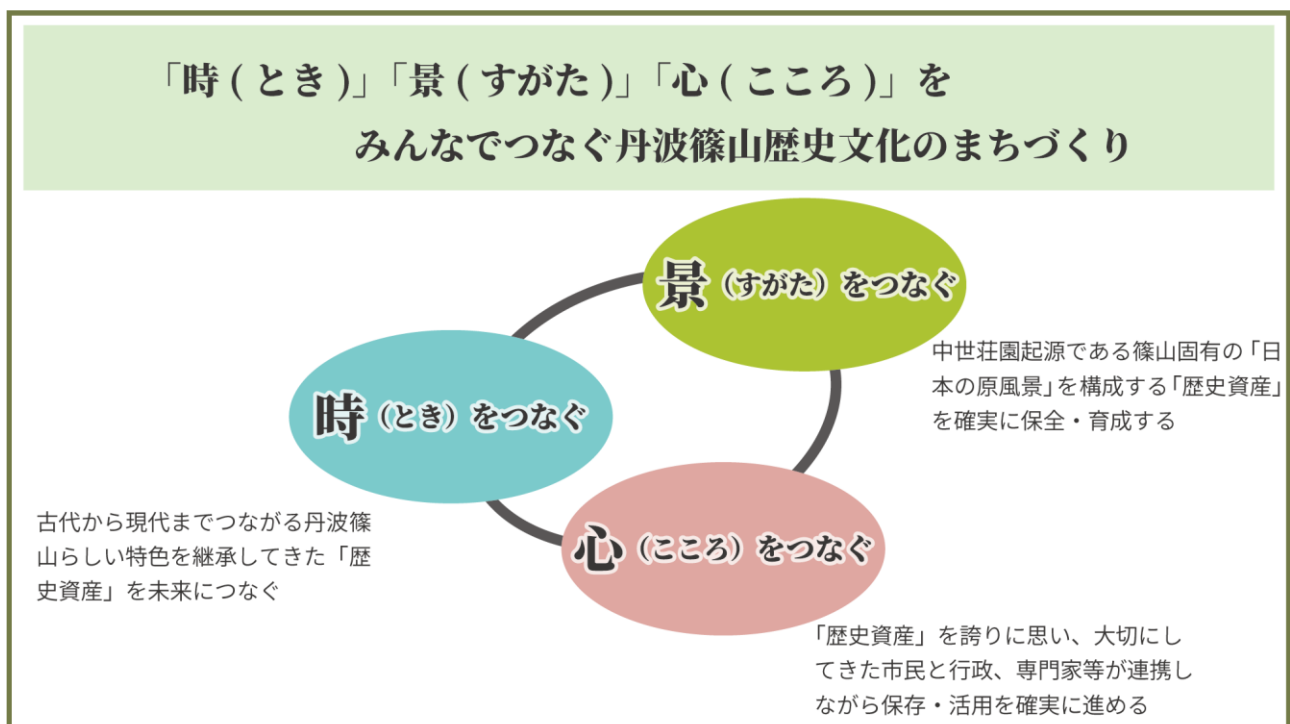 「時 ( とき )」「景 ( すがた )」「心 ( こころ )」を
みんなでつなぐ丹波篠山歴史文化のまちづくり
景（すがた）をつなぐ
中世荘園起源である篠山固有の「日
本の原風景」を構成する「歴史資産」
を確実に保全・育成する
時（とき）をつなぐ
古代から現代までつながる丹波篠
山らしい特色を継承してきた「歴
史資産」を未来につなぐ
心（こころ）をつなぐ
「歴史資産」を誇りに思い、大切にし
てきた市民と行政、専門家等が連携し
ながら保存・活用を確実に進める